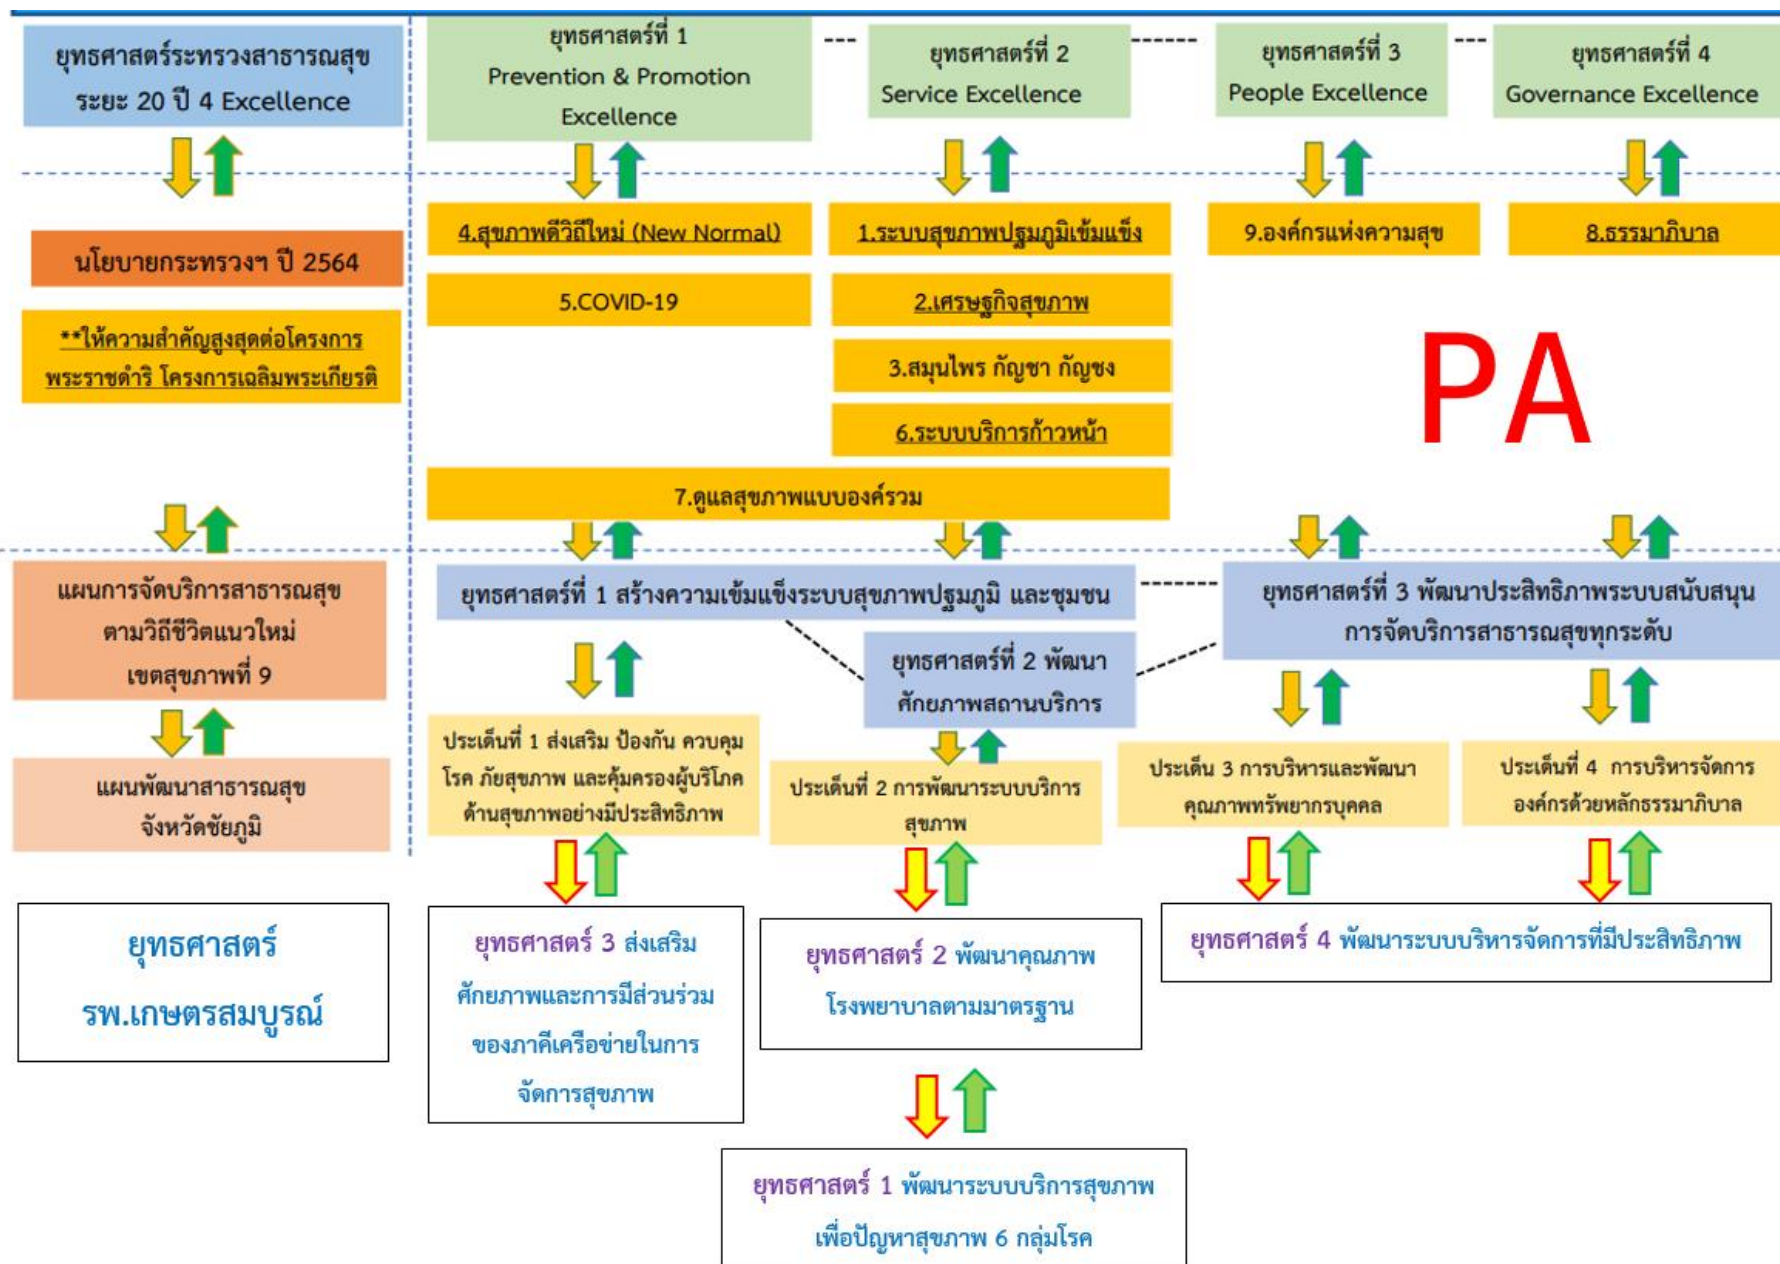 ยุทธศาสตร์กระทรวงสาธารณสุข
ระยะ 20 ปี 4 Excellence
ยุทธศาสตร์ที่ 1
Prevention & Promotion
Excellence
ยุทธศาสตร์ที่ 2
Service Excellence
ยุทธศาสตร์ที่ 3
People Excellence
ยุทธศาสตร์ที่ 4
Governance Excellence
นโยบายกระทรวงฯ ปี 2564
**ให้ความสำคัญสูงสุดต่อโครงการ
พระราชดำริ โครงการเฉลิมพระเกียรติ
4.สุขภาพดีวิถีใหม่ (New Normal)
5.COVID-19
1.ระบบสุขภาพปฐมภูมิเข้มแข็ง
2.เศรษฐกิจสุขภาพ
3.สมุนไพร กัญชา กัญชง
6.ระบบบริการก้าวหน้า
7.ดูแลสุขภาพแบบองค์รวม
9.องค์กรแห่งความสุข
8.ธรรมาภิบาล
PA
แผนการจัดบริการสาธารณสุข
ตามวิถีชีวิตแนวใหม่
เขตสุขภาพที่ 9
ยุทธศาสตร์ที่ 1 สร้างความเข้มแข็งระบบสุขภาพปฐมภูมิ และชุมชน
ยุทธศาสตร์ที่ 2 พัฒนา
ศักยภาพสถานบริการ
ยุทธศาสตร์ที่ 3 พัฒนาประสิทธิภาพระบบสนับสนุน
การจัดบริการสาธารณสุขทุกระดับ
แผนพัฒนาสาธารณสุข
จังหวัดชัยภูมิ
ประเด็นที่ 1 ส่งเสริม ป้องกัน ควบคุม
โรค ภัยสุขภาพ และคุ้มครองผู้บริโภค
ด้านสุขภาพอย่างมีประสิทธิภาพ
ประเด็นที่ 2 การพัฒนาระบบบริการ
สุขภาพ
ประเด็น 3 การบริหารและพัฒนา
คุณภาพทรัพยากรบุคคล
ประเด็นที่ 4 การบริหารจัดการ
องค์กรด้วยหลักธรรมาภิบาล
ยุทธศาสตร์
รพ.เกษตรสมบูรณ์
ยุทธศาสตร์ 3 ส่งเสริม
ศักยภาพและการมีส่วนร่วม
ของภาคีเครือข่ายในการ
จัดการสุขภาพ
ยุทธศาสตร์ 2 พัฒนาคุณภาพ
โรงพยาบาลตามมาตรฐาน
ยุทธศาสตร์ 4 พัฒนาระบบบริหารจัดการที่มีประสิทธิภาพ
ยุทธศาสตร์ 1 พัฒนาระบบบริการสุขภาพ
เพื่อปัญหาสุขภาพ 6 กลุ่มโรค